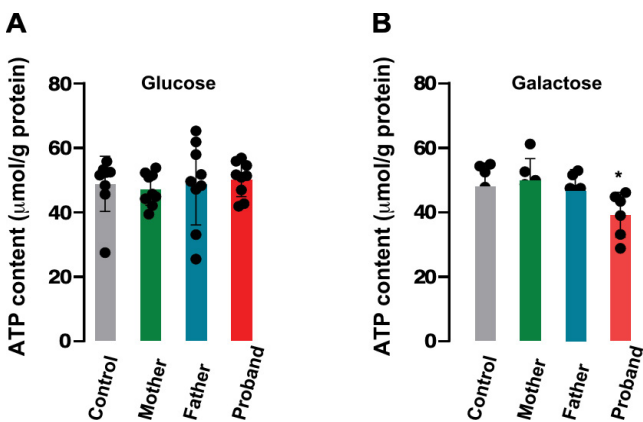 A
B
Glucose
Galactose
ATP content (μmol/g protein)
80
60
40
20
0
Control
Mother
Father
Proband
ATP content (μmol/g protein)
80
60
40
20
0
*
Control
Mother
Father
Proband